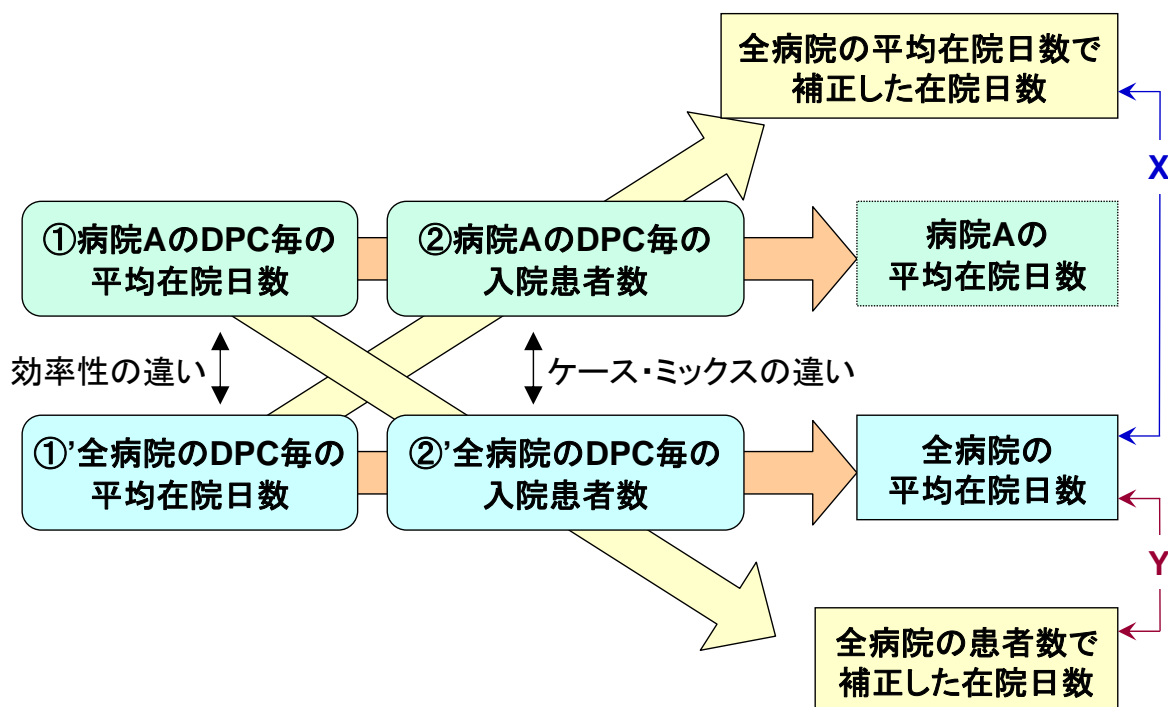 全病院の平均在院日数で
補正した在院日数
X
①病院AのDPC毎の
平均在院日数
②病院AのDPC毎の
入院患者数
病院Aの
平均在院日数
効率性の違い
ケース・ミックスの違い
①’全病院のDPC毎の
平均在院日数
②’全病院のDPC毎の
入院患者数
全病院の
平均在院日数
Y
全病院の患者数で
補正した在院日数